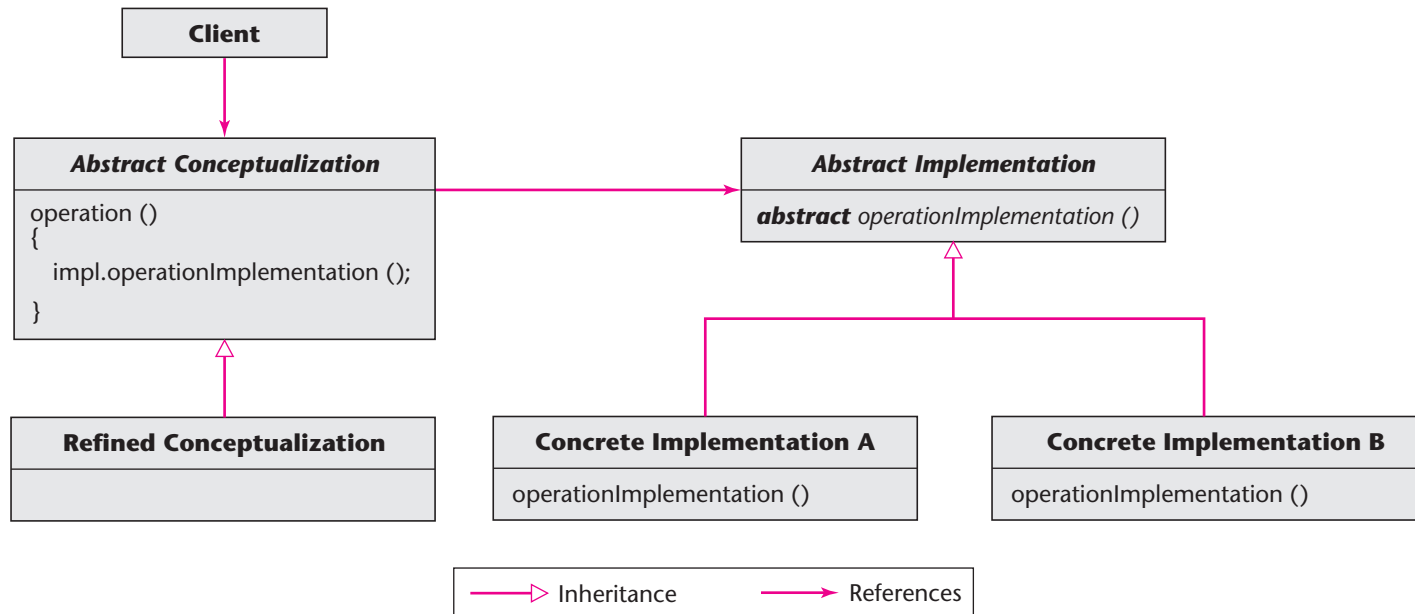 Client
Abstract Conceptualization
operation ()
{
impl.operationImplementation ();
}
Abstract Implementation
abstract operationImplementation ()
Refined Conceptualization
Concrete Implementation A
operationImplementation ()
Concrete Implementation B
operationImplementation ()
Inheritance
References